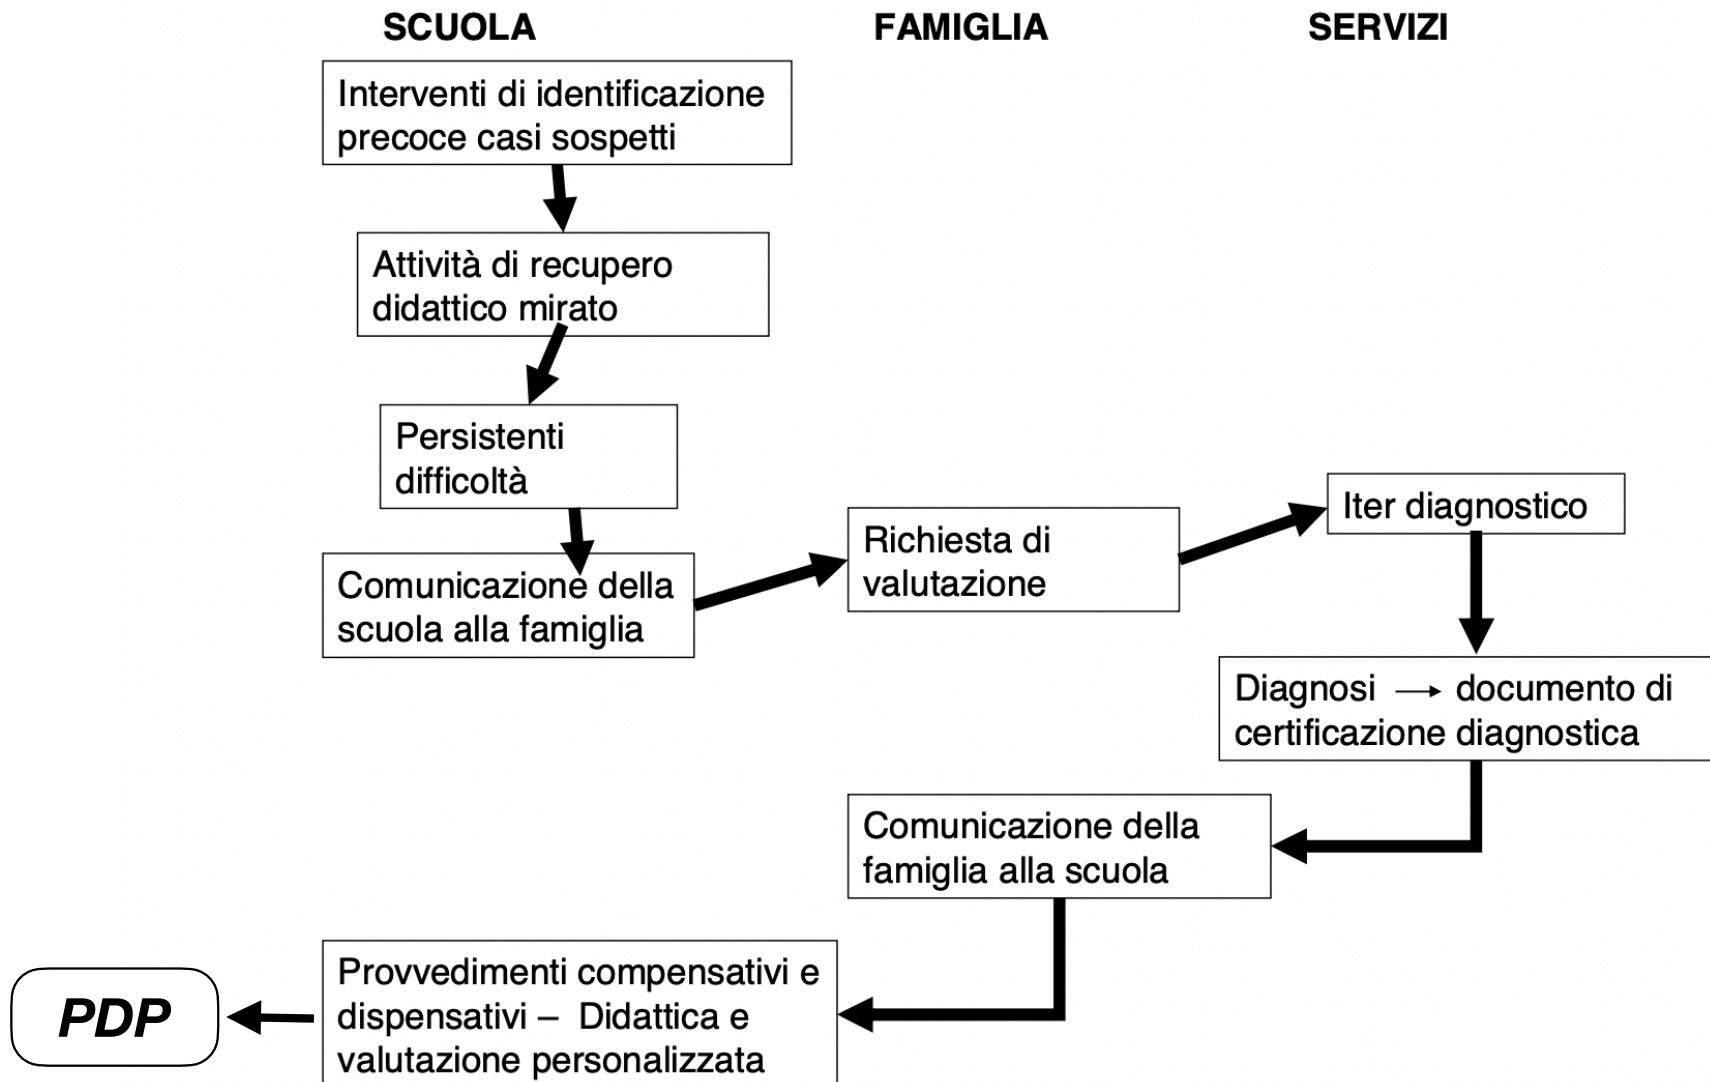 SCUOLA
FAMIGLIA
SERVIZI
Interventi di identificazione
precoce casi sospetti
Attività di recupero
didattico mirato
Persistenti
difficoltà
Comunicazione della
scuola alla famiglia
Richiesta di
valutazione
Iter diagnostico
Diagnosi → documento di
certificazione diagnostica
Comunicazione della
famiglia alla scuola
Provvedimenti compensativi e
dispensativi – Didattica e
valutazione personalizzata
PDP